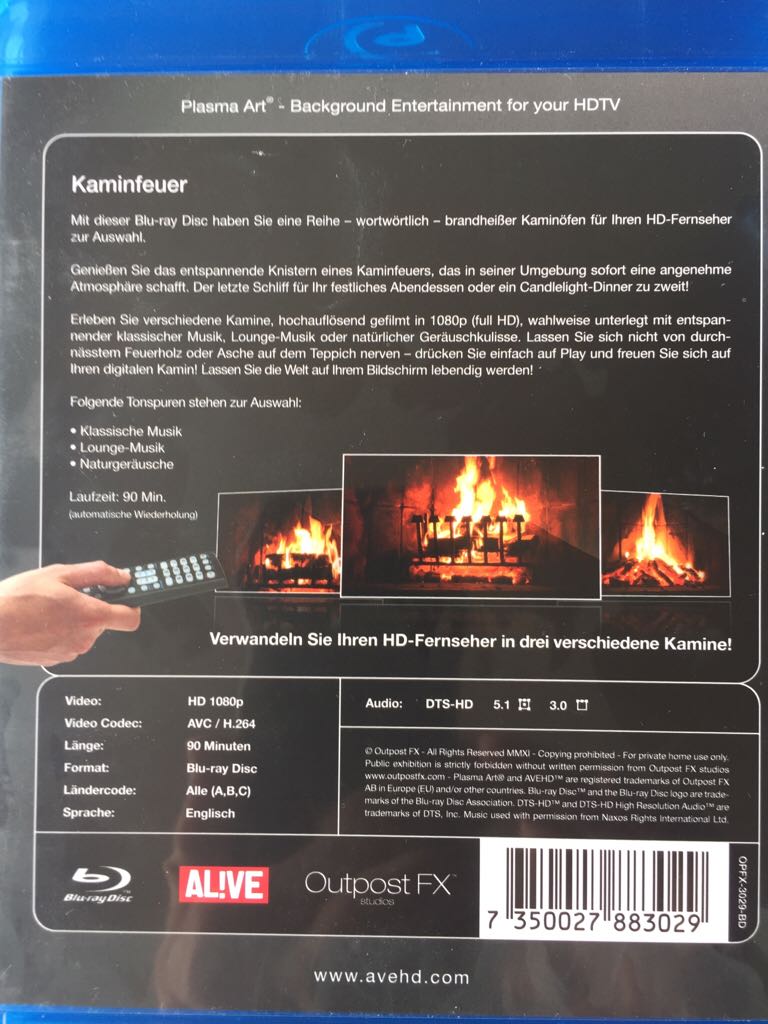 Plasma Art® - Background Entertainment for your HDTV
Kaminfeuer
Mit dieser Blu-ray Disc haben Sie eine Reihe – wortwörtlich – brandheißer Kaminöfen für Ihren HD-Fernseher
zur Auswahl.
Genießen Sie das entspannende Knistern eines Kaminfeuers, das in seiner Umgebung sofort eine angenehme
Atmosphäre schafft. Der letzte Schliff für Ihr festliches Abendessen oder ein Candlelight-Dinner zu zweit!
Erleben Sie verschiedene Kamine, hochauflösend gefilmt in 1080p (full HD), wahlweise unterlegt mit entspan-
nender klassischer Musik, Lounge-Musik oder natürlicher Geräuschkulisse. Lassen Sie sich nicht von durch-
nässtem Feuerholz oder Asche auf dem Teppich nerven – drücken Sie einfach auf Play und freuen Sie sich auf
Ihren digitalen Kamin! Lassen Sie die Welt auf Ihrem Bildschirm lebendig werden!
Folgende Tonspuren stehen zur Auswahl:
• Klassische Musik
• Lounge-Musik
• Naturgeräusche
Laufzeit: 90 Min.
(automatische Wiederholung)
Verwandeln Sie Ihren HD-Fernseher in drei verschiedene Kamine!
Video: HD 1080p
Video Codec: AVC / H.264
Länge: 90 Minuten
Format: Blu-ray Disc
Ländercode: Alle (A,B,C)
Sprache: Englisch
Audio: DTS-HD 5.1 3.0
© Outpost FX - All Rights Reserved MMXI - Copying prohibited - For private home use only.
Public exhibition is strictly forbidden without written permission from Outpost FX studios
www.outpostfx.com - Plasma Art® and AVEHD™ are registered trademarks of Outpost FX
AB in Europe (EU) and/or other countries. Blu-ray Disc™ and the Blu-ray Disc logo are trade-
marks of the Blu-ray Disc Association. DTS-HD™ and DTS-HD High Resolution Audio™ are
trademarks of DTS, Inc. Music used with permission from Naxos Rights International Ltd.
Blu-ray Disc™
AL!VE
Outpost FX™
studios
7 350027 883029
OPFX-3029-BD
www.avehd.com